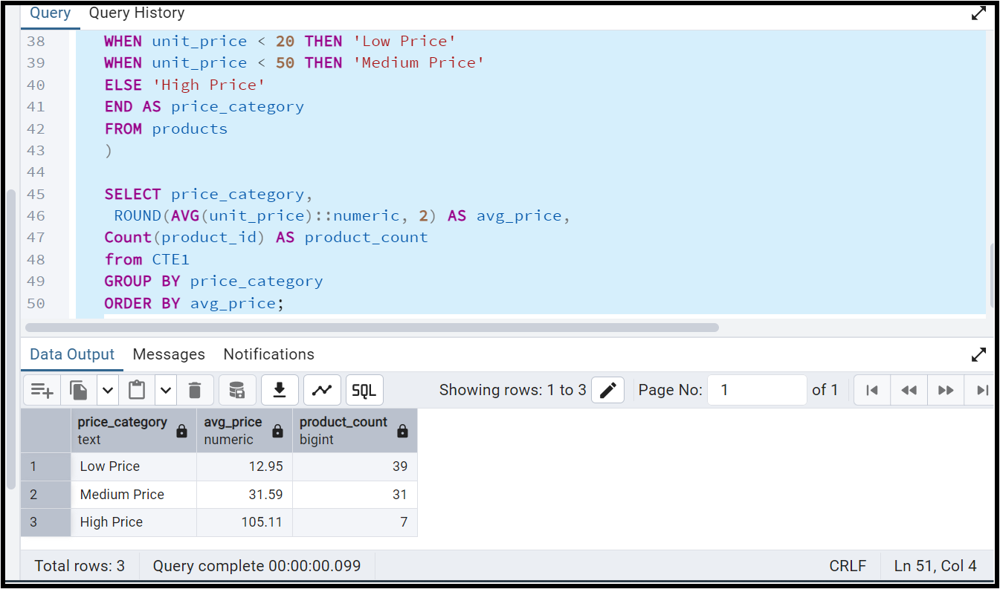 Query Query History
38 WHEN unit_price < 20 THEN 'Low Price'
39 WHEN unit_price < 50 THEN 'Medium Price'
40 ELSE 'High Price'
41 END AS price_category
42 FROM products
43 )
44
45 SELECT price_category,
46 ROUND(AVG(unit_price)::numeric, 2) AS avg_price,
47 Count(product_id) AS product_count
48 from CTE1
49 GROUP BY price_category
50 ORDER BY avg_price;
Data Output Messages Notifications
SQL Showing rows: 1 to 3 Page No: 1 of 1
price_category avg_price product_count
text numeric bigint
1 Low Price 12.95 39
2 Medium Price 31.59 31
3 High Price 105.11 7
Total rows: 3 Query complete 00:00:00.099 CRLF Ln 51, Col 4